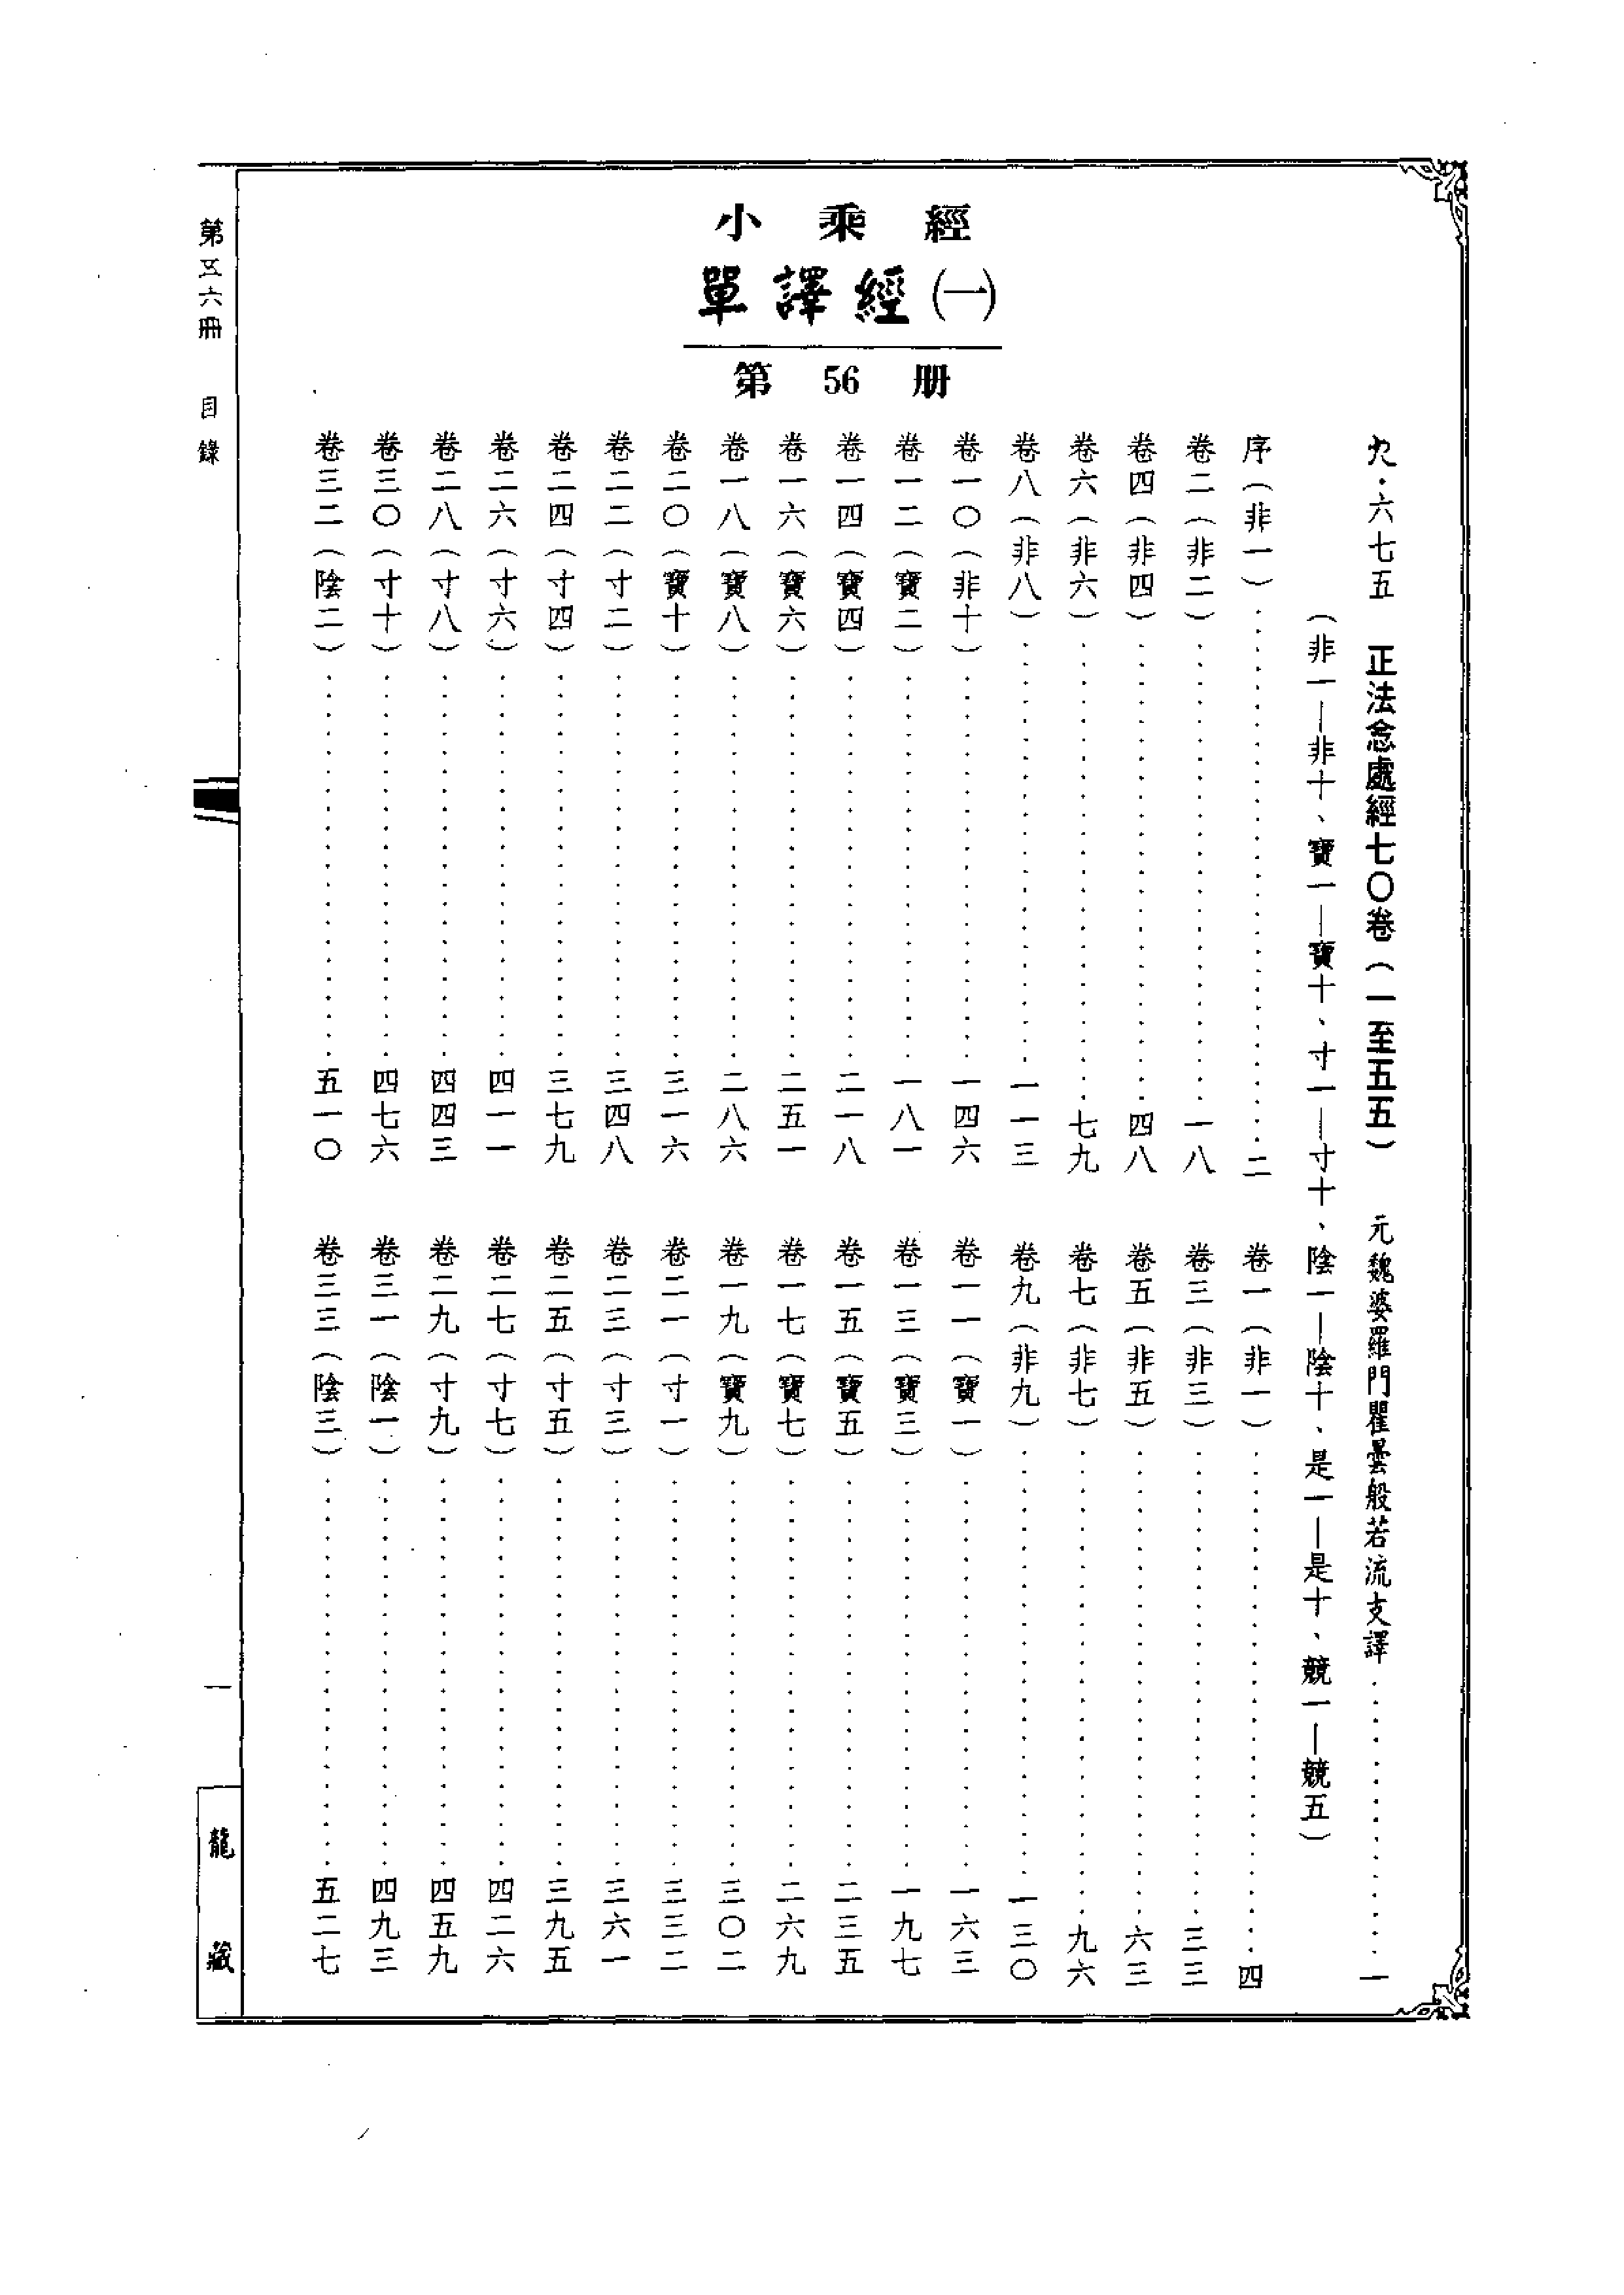 小乘經
單譯經(一)
第56册
六七五　正法念處經七〇卷（一至五五）　元魏婆羅門瞿曇般若流支譯…………一
（非一—非十、寶一—寶十、寸一—寸十、陰一—陰十、是一—是十、競一—競五）
序（非一）…………二　卷一（非一）…………四
卷二（非二）…………一八　卷三（非三）…………三三
卷四（非四）…………四八　卷五（非五）…………六三
卷六（非六）…………七九　卷七（非七）…………九六
卷八（非八）…………一一三　卷九（非九）…………一三〇
卷一〇（非十）…………一四六　卷一一（寶一）…………一六三
卷一二（寶二）…………一八一　卷一三（寶三）…………一九七
卷一四（寶四）…………二一八　卷一五（寶五）…………二三五
卷一六（寶六）…………二五一　卷一七（寶七）…………二六九
卷一八（寶八）…………二八六　卷一九（寶九）…………三〇二
卷二〇（寶十）…………三一六　卷二一（寸一）…………三三二
卷二二（寸二）…………三四八　卷二三（寸三）…………三六一
卷二四（寸四）…………三七九　卷二五（寸五）…………三九五
卷二六（寸六）…………四一一　卷二七（寸七）…………四二六
卷二八（寸八）…………四四三　卷二九（寸九）…………四五九
卷三〇（寸十）…………四七六　卷三一（陰一）…………四九三
卷三二（陰二）…………五一〇　卷三三（陰三）…………五二七
第五六冊　目錄　一　龍藏